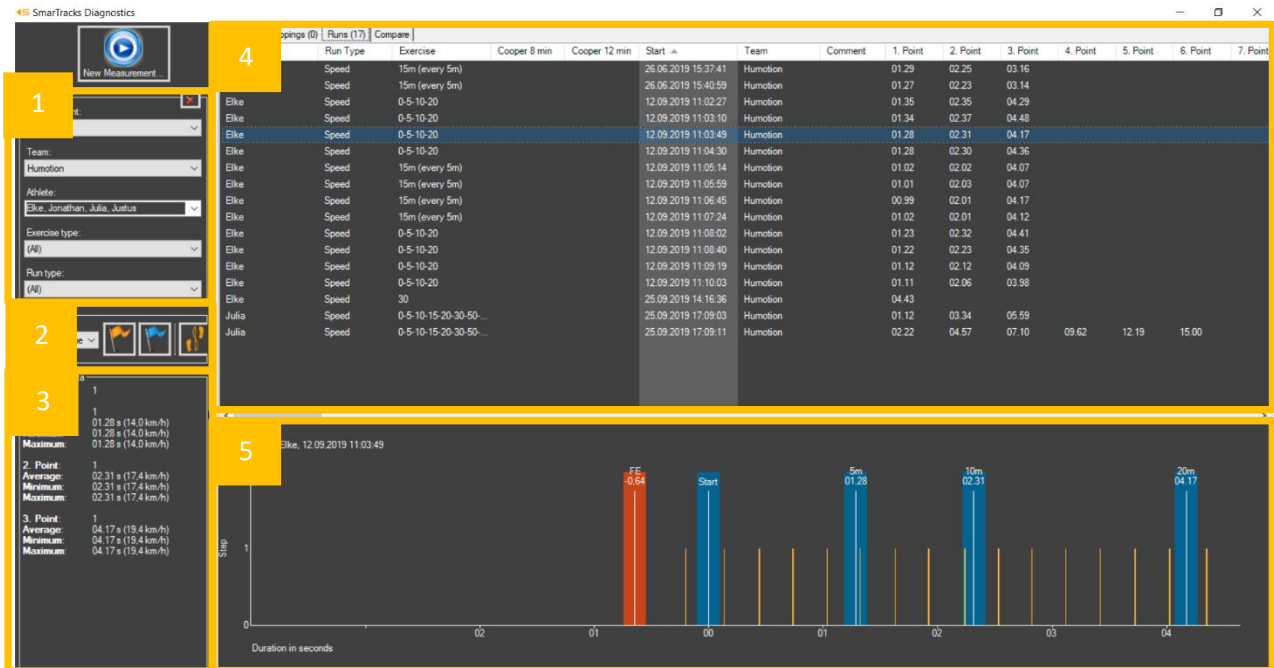 SmarTracks Diagnostics
New Measurement...
1
nt:
Team:
Humotion
Athlete:
Elke, Jonathan, Julia, Justus
Exercise type:
(All)
Run type:
(All)
2
e
3
a
1
1
01.28 s (14,0 km/h)
01.28 s (14,0 km/h)
Maximum: 01.28 s (14,0 km/h)
2. Point: 1
Average: 02.31 s (17,4 km/h)
Minimum: 02.31 s (17,4 km/h)
Maximum: 02.31 s (17,4 km/h)
3. Point: 1
Average: 04.17 s (19,4 km/h)
Minimum: 04.17 s (19,4 km/h)
Maximum: 04.17 s (19,4 km/h)
4
ppings (0) Runs (17) Compare
Run Type Exercise Cooper 8 min Cooper 12 min Start Team Comment 1. Point 2. Point 3. Point 4. Point 5. Point 6. Point 7. Point
Speed 15m (every 5m) 26.06.2019 15:37:41 Humotion 01.29 02.25 03.16
Speed 15m (every 5m) 26.06.2019 15:40:59 Humotion 01.27 02.23 03.14
Elke Speed 0-5-10-20 12.09.2019 11:02:27 Humotion 01.35 02.35 04.29
Elke Speed 0-5-10-20 12.09.2019 11:03:10 Humotion 01.34 02.37 04.48
Elke Speed 0-5-10-20 12.09.2019 11:03:49 Humotion 01.28 02.31 04.17
Elke Speed 0-5-10-20 12.09.2019 11:04:30 Humotion 01.28 02.30 04.36
Elke Speed 15m (every 5m) 12.09.2019 11:05:14 Humotion 01.02 02.02 04.07
Elke Speed 15m (every 5m) 12.09.2019 11:05:59 Humotion 01.01 02.03 04.07
Elke Speed 15m (every 5m) 12.09.2019 11:06:45 Humotion 00.99 02.01 04.17
Elke Speed 15m (every 5m) 12.09.2019 11:07:24 Humotion 01.02 02.01 04.12
Elke Speed 0-5-10-20 12.09.2019 11:08:02 Humotion 01.23 02.32 04.41
Elke Speed 0-5-10-20 12.09.2019 11:08:40 Humotion 01.22 02.23 04.35
Elke Speed 0-5-10-20 12.09.2019 11:09:19 Humotion 01.12 02.12 04.09
Elke Speed 0-5-10-20 12.09.2019 11:10:03 Humotion 01.11 02.06 03.98
Elke Speed 30 25.09.2019 14:16:36 Humotion 04.43
Julia Speed 0-5-10-15-20-30-50-... 25.09.2019 17:09:03 Humotion 01.12 03.34 05.59
Julia Speed 0-5-10-15-20-30-50-... 25.09.2019 17:09:11 Humotion 02.22 04.57 07.10 09.62 12.19 15.00
5
Elke, 12.09.2019 11:03:49
FE 5m 10m 20m
-0,64 Start 01.28 02.31 04.17
Step
1
0
02 01 00 01 02 03 04
Duration in seconds